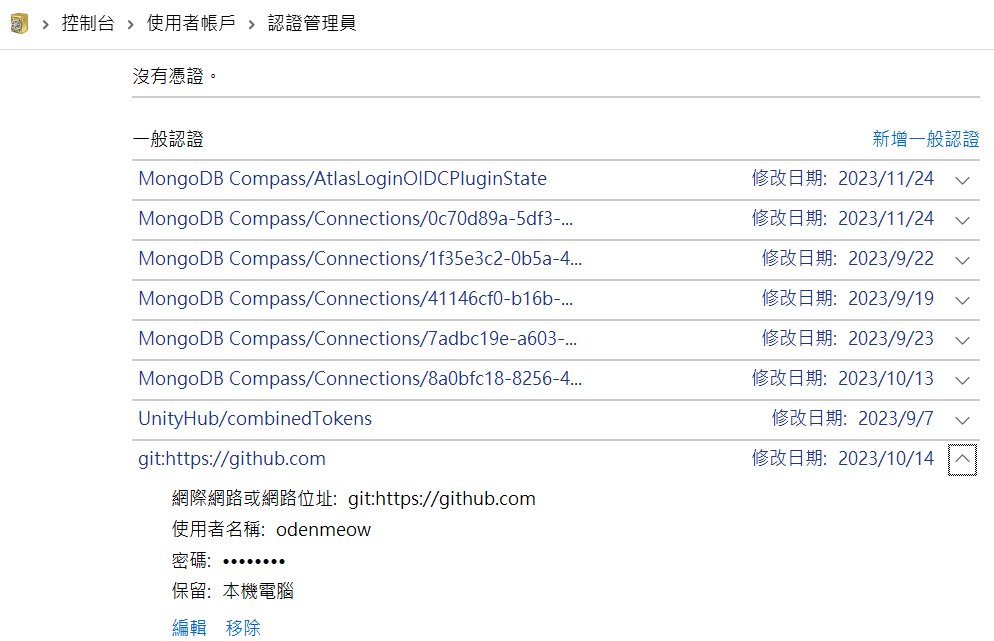 控制台 > 使用者帳戶 > 認證管理員
沒有憑證。
一般認證 新增一般認證
MongoDB Compass/AtlasLoginOIDCPluginState 修改日期: 2023/11/24
MongoDB Compass/Connections/0c70d89a-5df3-... 修改日期: 2023/11/24
MongoDB Compass/Connections/1f35e3c2-0b5a-4... 修改日期: 2023/9/22
MongoDB Compass/Connections/41146cf0-b16b-... 修改日期: 2023/9/19
MongoDB Compass/Connections/7adbc19e-a603-... 修改日期: 2023/9/23
MongoDB Compass/Connections/8a0bfc18-8256-4... 修改日期: 2023/10/13
UnityHub/combinedTokens 修改日期: 2023/9/7
git:https://github.com 修改日期: 2023/10/14
網際網路或網路位址: git:https://github.com
使用者名稱: odenmeow
密碼: ••••••••
保留: 本機電腦
編輯 移除